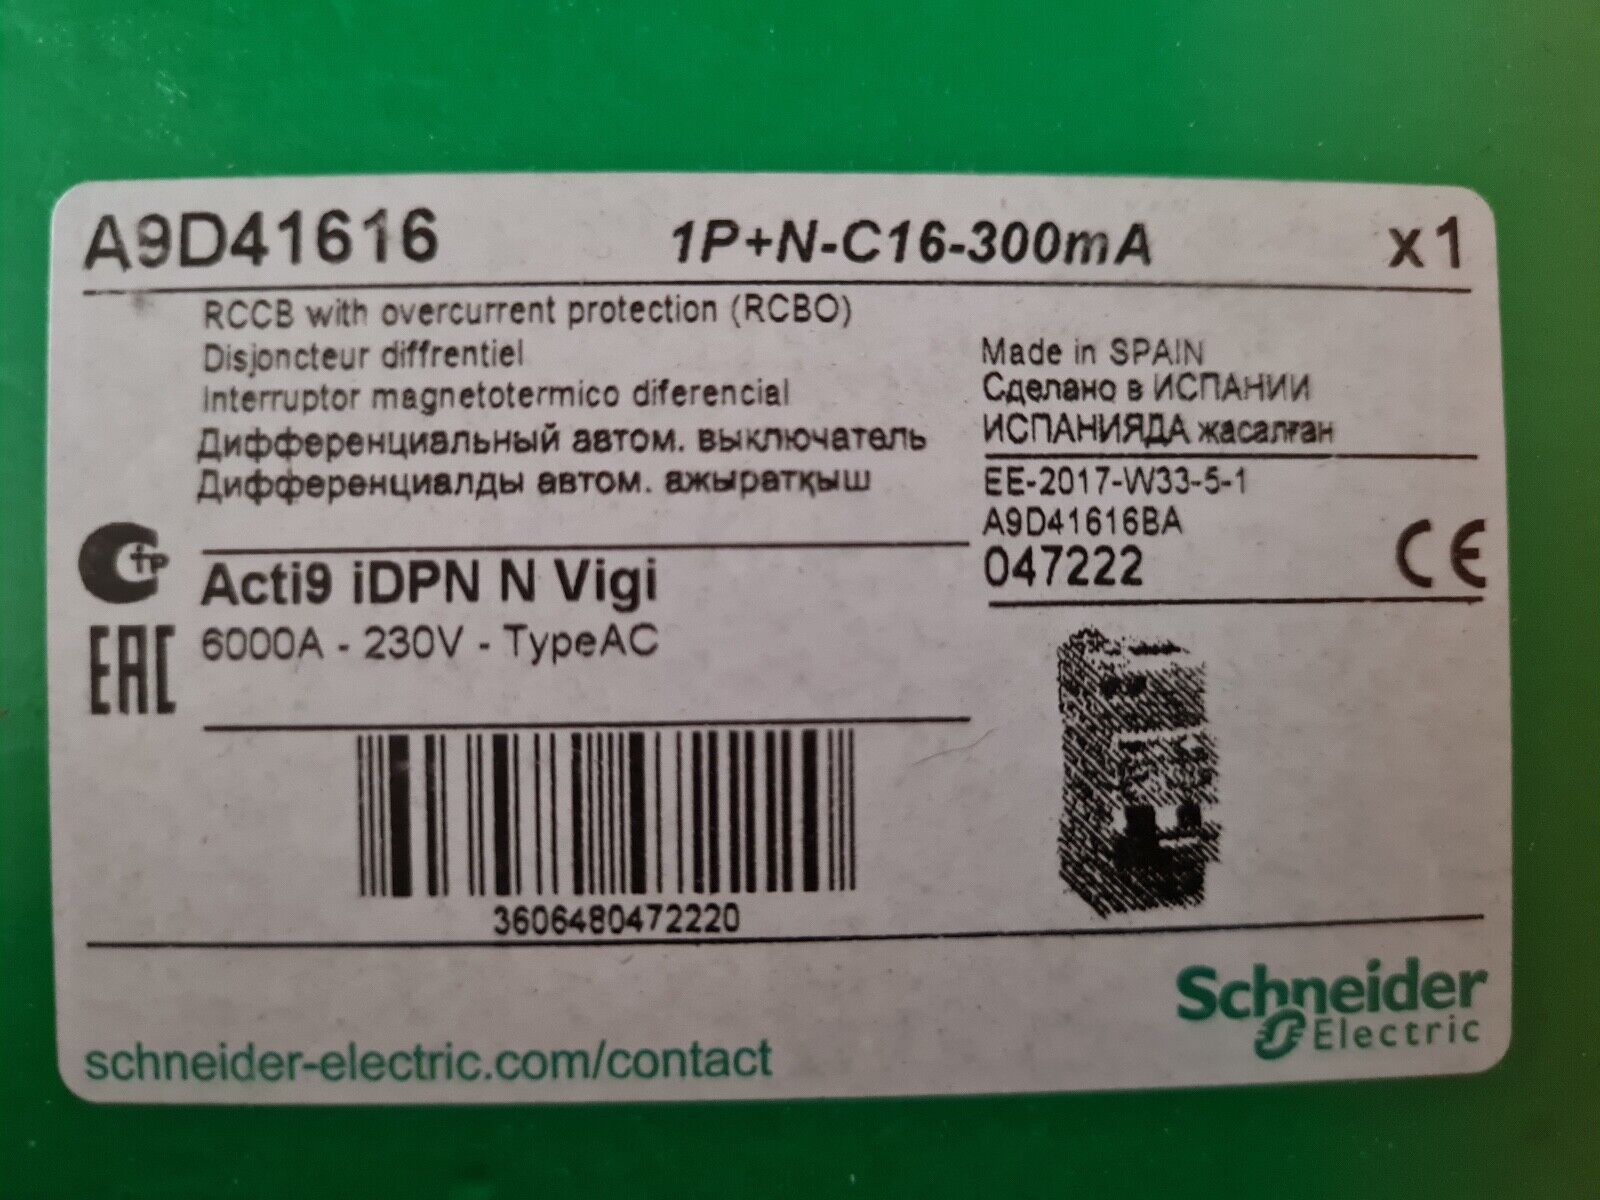 A9D41616 1P+N-C16-300mA x1
RCCB with overcurrent protection (RCBO)
Disjoncteur diffrentiel
Interruptor magnetotermico diferencial
Дифференциальный автом. выключатель
Дифференциалды автом. ажыратқыш
Made in SPAIN
Сделано в ИСПАНИИ
ИСПАНИЯДА жасалған
EE-2017-W33-5-1
A9D41616BA
047222
CE
Acti9 iDPN N Vigi
6000A - 230V - TypeAC
EAC
3606480472220
Schneider
Electric
schneider-electric.com/contact